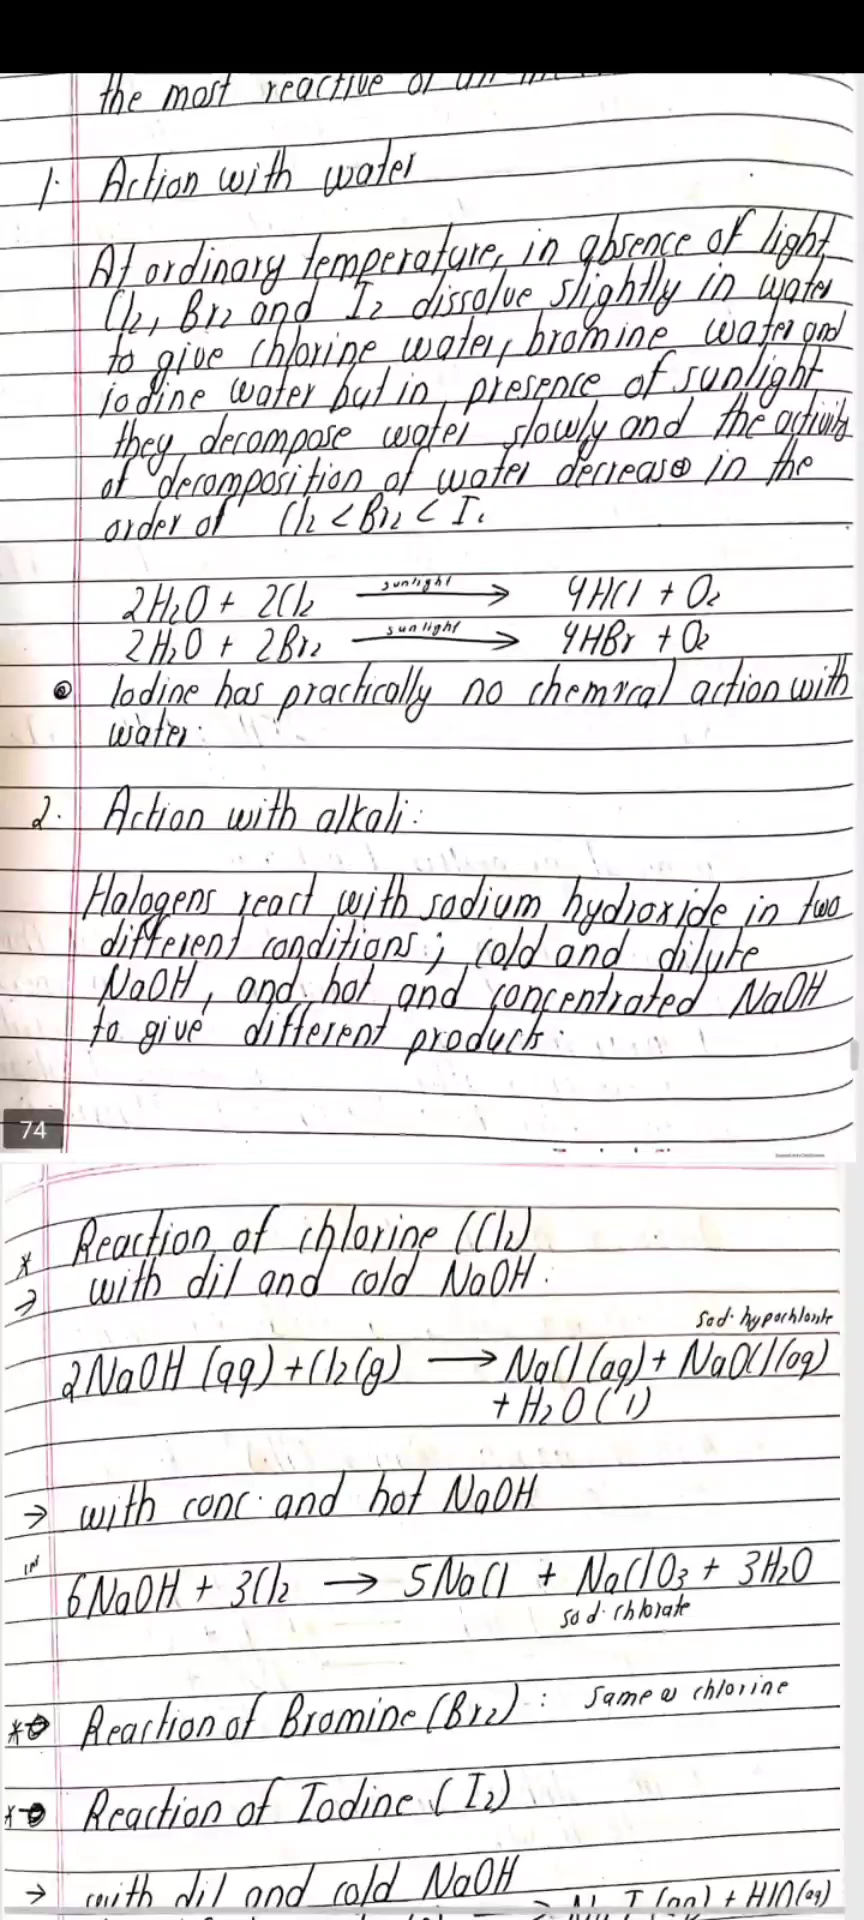 the most reactive of
1. Action with water
At ordinary temperature, in absence of light,
Cl2, Br2 and I2 dissolve slightly in water
to give chlorine water, bromine water and
iodine water but in presence of sunlight
they decompose water slowly and the activity
of decomposition of water decrease in the
order of Cl2 < Br2 < I.
2H2O + 2Cl2 sunlight → 4HCl + O2
2H2O + 2Br2 sunlight → 4HBr + O2
Iodine has practically no chemical action with
water.
2. Action with alkali:
Halogens react with sodium hydroxide in two
different conditions; cold and dilute
NaOH, and hot and concentrated NaOH
to give different products:
74
* Reaction of chlorine (Cl2)
→ with dil and cold NaOH:
sod. hypochlorite
2NaOH (aq) + Cl2 (g) → NaCl (aq) + NaOCl (aq)
+ H2O (l)
→ with conc. and hot NaOH
6NaOH + 3Cl2 → 5NaCl + NaClO3 + 3H2O
sod. chlorate
* Reaction of Bromine (Br2) : same as chlorine
* Reaction of Iodine (I2)
→ with dil and cold NaOH
I (aq) + HIO (aq)